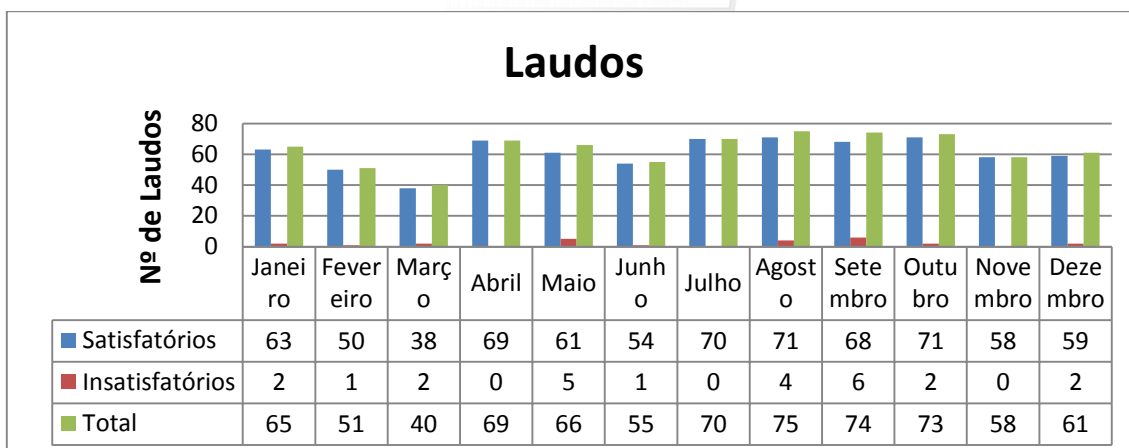 Laudos
Nº de Laudos
80
60
40
20
0
Janei Fever Març Abril Maio Junh Julho Agost Sete Outu Nove Deze
ro eiro o o o mbro bro mbro mbro
Satisfatórios 63 50 38 69 61 54 70 71 68 71 58 59
Insatisfatórios 2 1 2 0 5 1 0 4 6 2 0 2
Total 65 51 40 69 66 55 70 75 74 73 58 61